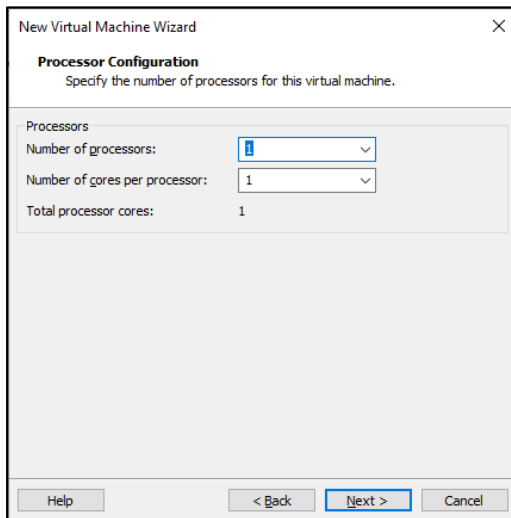 New Virtual Machine Wizard
Processor Configuration
Specify the number of processors for this virtual machine.
Processors
Number of processors: 1
Number of cores per processor: 1
Total processor cores: 1
Help < Back Next > Cancel